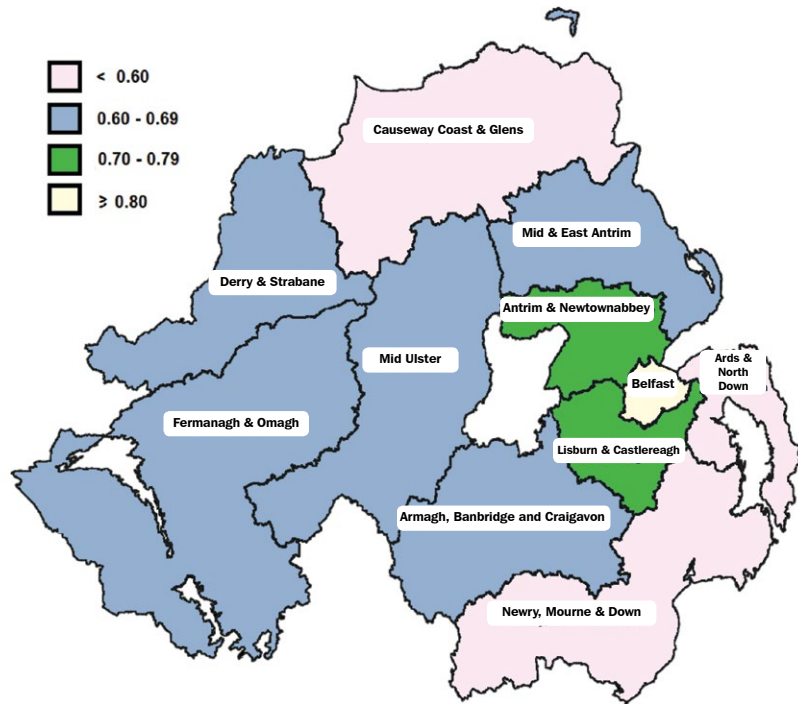 < 0.60
0.60 - 0.69
0.70 - 0.79
≥ 0.80
Causeway Coast & Glens
Mid & East Antrim
Derry & Strabane
Antrim & Newtownabbey
Mid Ulster
Ards &
North
Down
Belfast
Fermanagh & Omagh
Lisburn & Castlereagh
Armagh, Banbridge and Craigavon
Newry, Mourne & Down